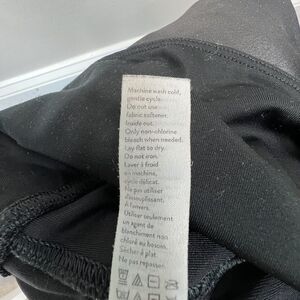 Machine wash cold,
gentle cycle.
Do not use
fabric softener.
Inside out.
Only non-chlorine
bleach when needed.
Lay flat to dry.
Do not iron.
Laver à froid
en machine,
cycle délicat.
Ne pas utiliser
d'assouplissant.
à l'envers.
Utiliser seulement
un agent de
blanchiment non
chloré au besoin.
Sécher à plat.
Ne pas repasser.